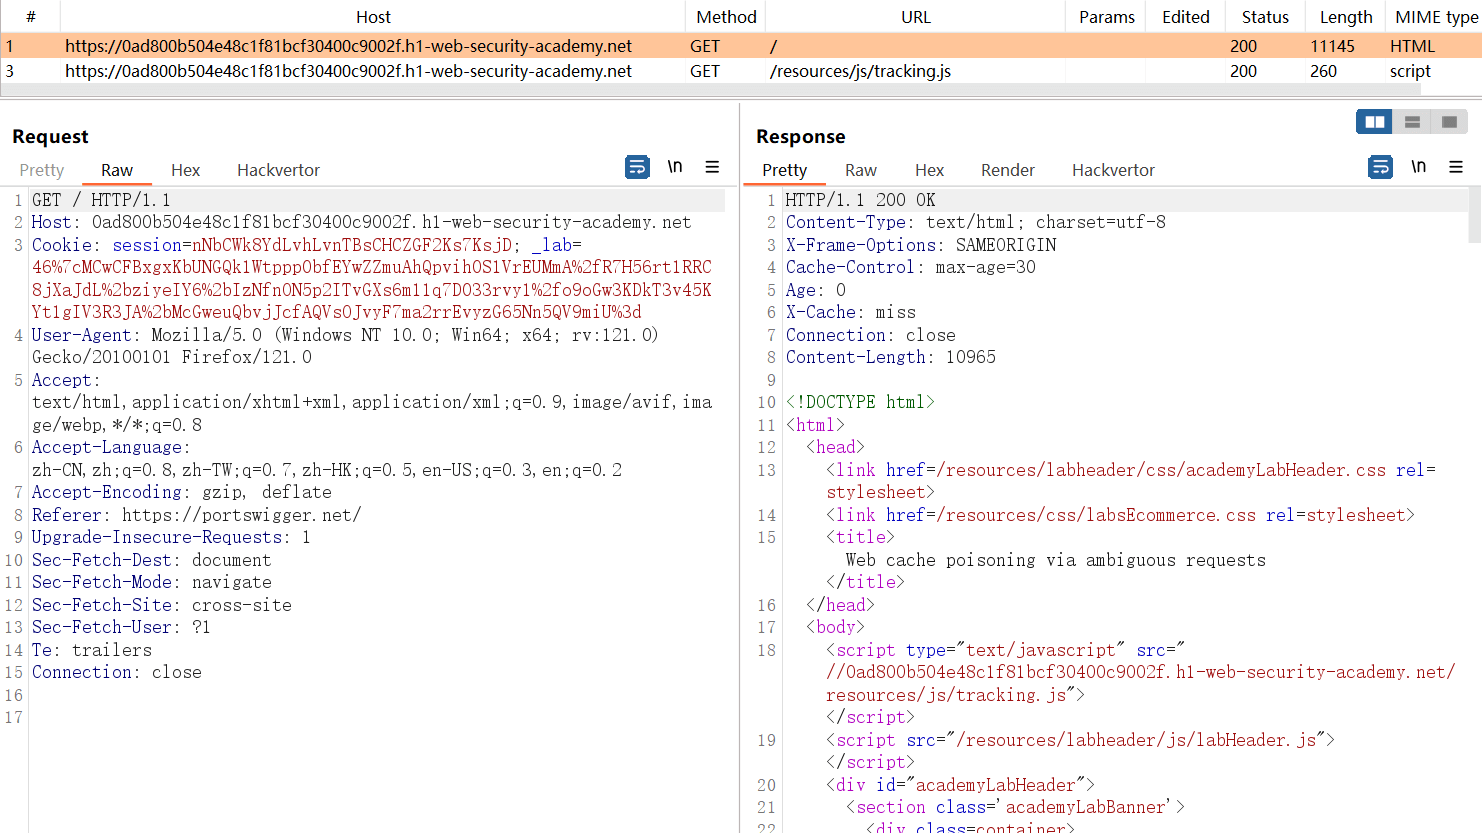 # Host Method URL Params Edited Status Length MIME type
1 https://0ad800b504e48c1f81bcf30400c9002f.h1-web-security-academy.net GET / 200 11145 HTML
3 https://0ad800b504e48c1f81bcf30400c9002f.h1-web-security-academy.net GET /resources/js/tracking.js 200 260 script
Request
Pretty Raw Hex Hackvertor \n
1 GET / HTTP/1.1
2 Host: 0ad800b504e48c1f81bcf30400c9002f.h1-web-security-academy.net
3 Cookie: session=nNbCWk8YdLvhLvnTBsCHCZGF2Ks7KsjD; _lab=
46%7cMCwCFBxgxKbUNGQk1WtpppObfEYwZZmuAhQpvihOS1VrEUMmA%2fR7H56rt1RRC
8jXaJdL%2bziyeIY6%2bIzNfnON5p2ITvGXs6m11q7D033rvy1%2fo9oGw3KDkT3v45K
Yt1gIV3R3JA%2bMcGweuQbvjJcfAQVsOJvyF7ma2rrEvyzG65Nn5QV9miU%3d
4 User-Agent: Mozilla/5.0 (Windows NT 10.0; Win64; x64; rv:121.0)
Gecko/20100101 Firefox/121.0
5 Accept:
text/html,application/xhtml+xml,application/xml;q=0.9,image/avif,ima
ge/webp,*/*;q=0.8
6 Accept-Language:
zh-CN,zh;q=0.8,zh-TW;q=0.7,zh-HK;q=0.5,en-US;q=0.3,en;q=0.2
7 Accept-Encoding: gzip, deflate
8 Referer: https://portswigger.net/
9 Upgrade-Insecure-Requests: 1
10 Sec-Fetch-Dest: document
11 Sec-Fetch-Mode: navigate
12 Sec-Fetch-Site: cross-site
13 Sec-Fetch-User: ?1
14 Te: trailers
15 Connection: close
16
17
Response
Pretty Raw Hex Render Hackvertor \n
1 HTTP/1.1 200 OK
2 Content-Type: text/html; charset=utf-8
3 X-Frame-Options: SAMEORIGIN
4 Cache-Control: max-age=30
5 Age: 0
6 X-Cache: miss
7 Connection: close
8 Content-Length: 10965
9
10 <!DOCTYPE html>
11 <html>
12 <head>
13 <link href=/resources/labheader/css/academyLabHeader.css rel=
stylesheet>
14 <link href=/resources/css/labsEcommerce.css rel=stylesheet>
15 <title>
Web cache poisoning via ambiguous requests
</title>
16 </head>
17 <body>
18 <script type="text/javascript" src="
//0ad800b504e48c1f81bcf30400c9002f.h1-web-security-academy.net/
resources/js/tracking.js">
</script>
19 <script src="/resources/labheader/js/labHeader.js">
</script>
20 <div id="academyLabHeader">
21 <section class='academyLabBanner'>
22 <div class=container>